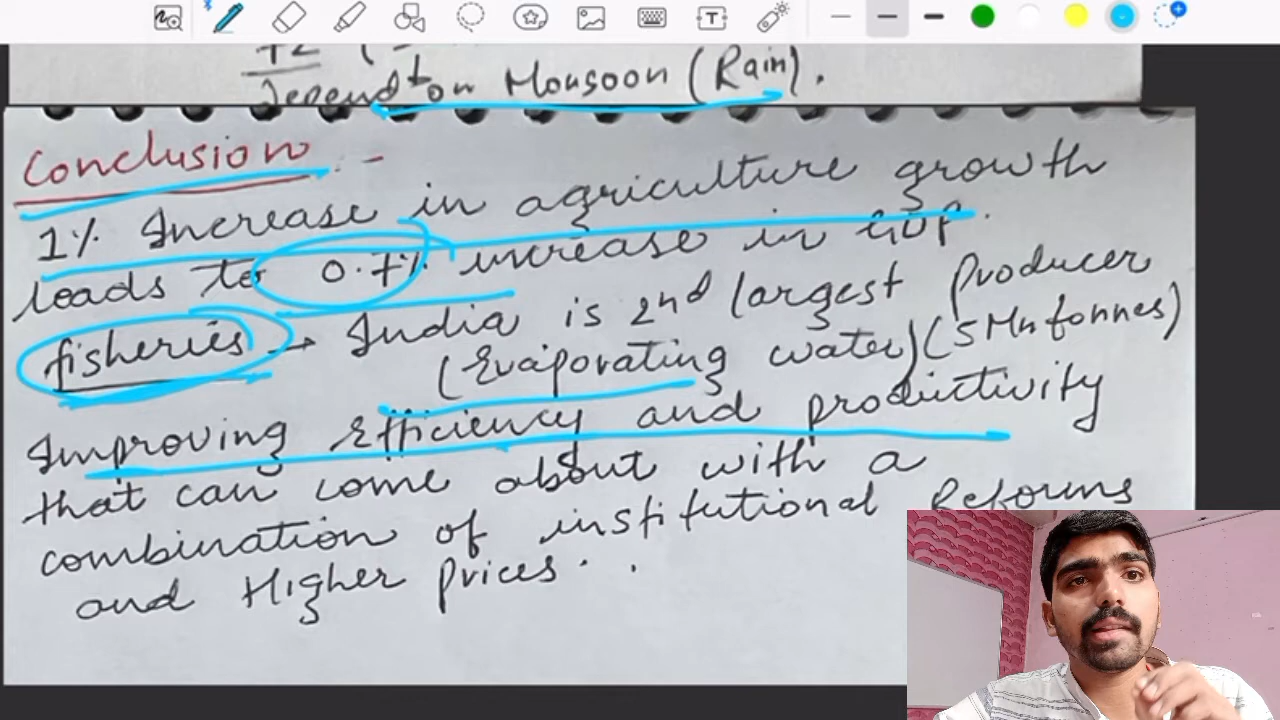 Depend on Monsoon (Rain).
Conclusion :-
1% Increase in agriculture growth
leads to 0.7% increase in GDP.
fisheries → India is 2nd largest Producer
(Evaporating water) (5 Mn tonnes)
Improving Efficiency and productivity
that can come about with a
combination of institutional Reforms
and Higher Prices.